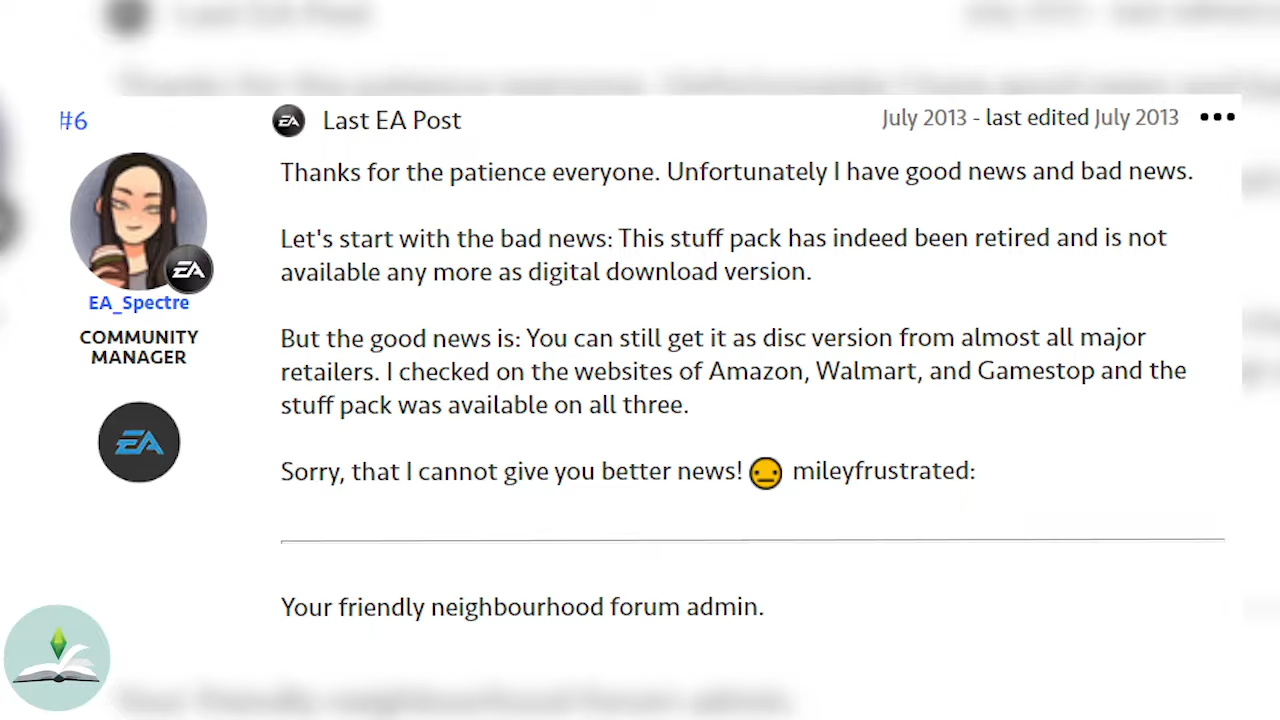 #6
EA Last EA Post
July 2013 - last edited July 2013
Thanks for the patience everyone. Unfortunately I have good news and bad news.
Let's start with the bad news: This stuff pack has indeed been retired and is not
available any more as digital download version.
EA
EA_Spectre
COMMUNITY
MANAGER
But the good news is: You can still get it as disc version from almost all major
retailers. I checked on the websites of Amazon, Walmart, and Gamestop and the
stuff pack was available on all three.
EA
Sorry, that I cannot give you better news! mileyfrustrated:
Your friendly neighbourhood forum admin.